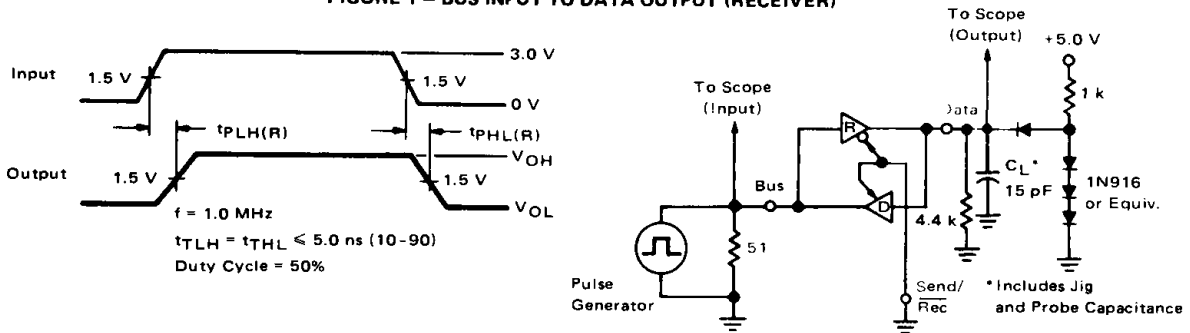 FIGURE 1 – BUS INPUT TO DATA OUTPUT (RECEIVER)
Input
1.5 V
1.5 V
3.0 V
0 V
tPLH(R)
tPHL(R)
Output
1.5 V
1.5 V
VOH
VOL
f = 1.0 MHz
tTLH = tTHL ⩽ 5.0 ns (10-90)
Duty Cycle = 50%
To Scope
(Output)
+5.0 V
1 k
To Scope
(Input)
R
Data
Bus
D
4.4 k
CL*
15 pF
1N916
or Equiv.
51
Pulse
Generator
Send/
Rec
* Includes Jig
and Probe Capacitance